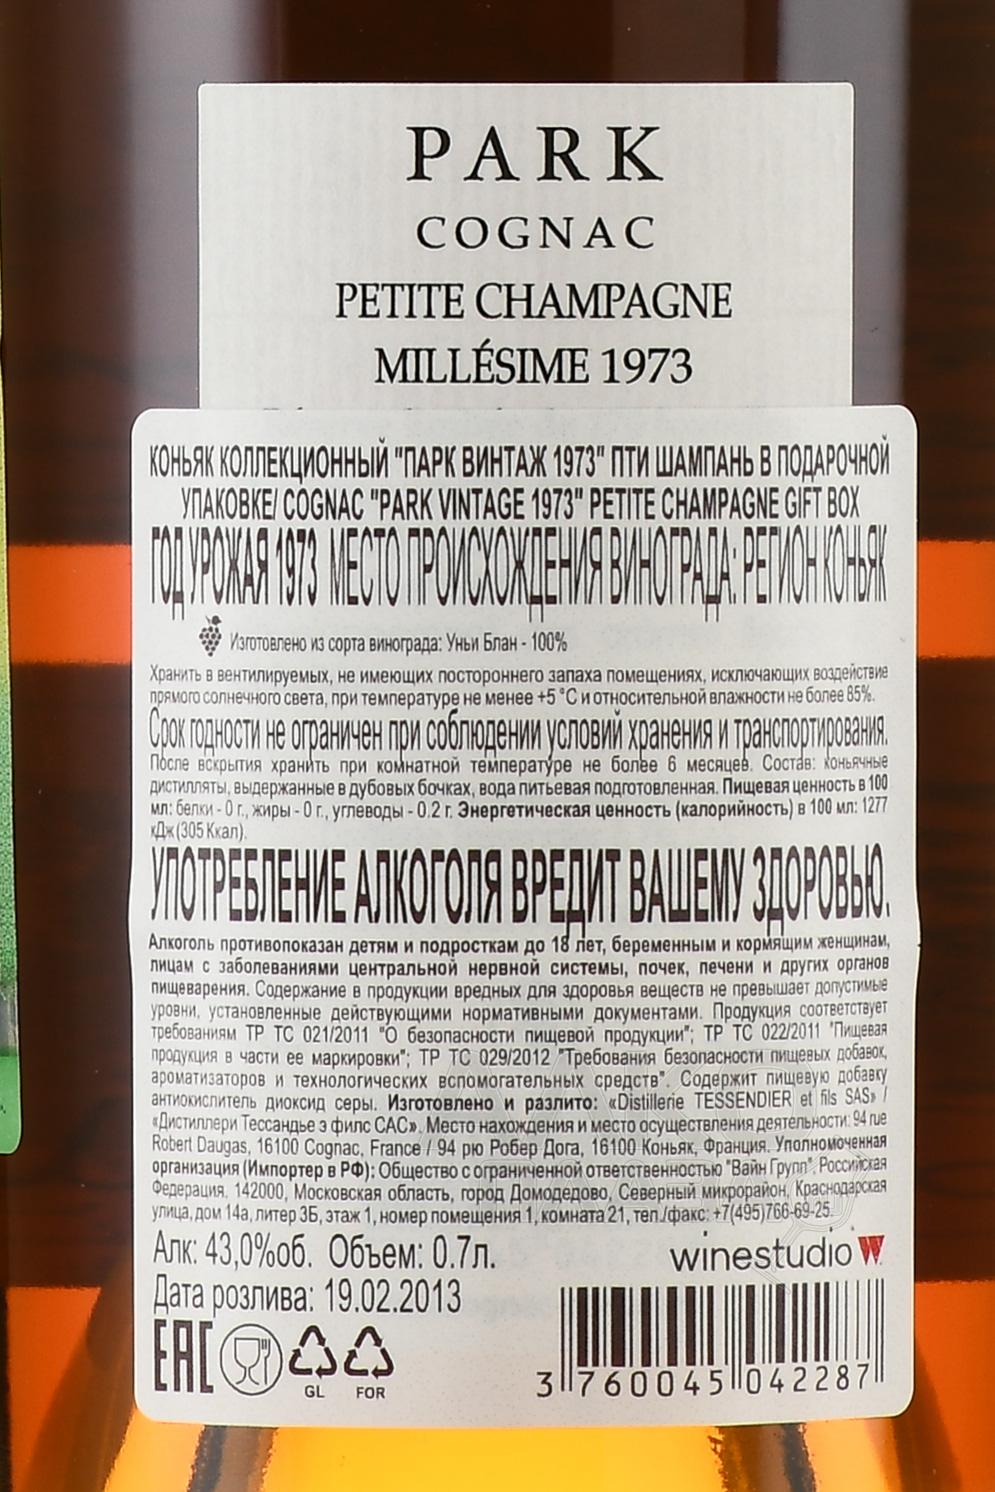 PARK
COGNAC
PETITE CHAMPAGNE
MILLÉSIME 1973
КОНЬЯК КОЛЛЕКЦИОННЫЙ "ПАРК ВИНТАЖ 1973" ПТИ ШАМПАНЬ В ПОДАРОЧНОЙ
УПАКОВКЕ/ COGNAC "PARK VINTAGE 1973" PETITE CHAMPAGNE GIFT BOX
ГОД УРОЖАЯ 1973 МЕСТО ПРОИСХОЖДЕНИЯ ВИНОГРАДА: РЕГИОН КОНЬЯК
Изготовлено из сорта винограда: Уньи Блан - 100%
Хранить в вентилируемых, не имеющих постороннего запаха помещениях, исключающих воздействие
прямого солнечного света, при температуре не менее +5 °С и относительной влажности не более 85%.
Срок годности не ограничен при соблюдении условий хранения и транспортирования.
После вскрытия хранить при комнатной температуре не более 6 месяцев. Состав: коньячные
дистилляты, выдержанные в дубовых бочках, вода питьевая подготовленная. Пищевая ценность в 100
мл: белки - 0 г., жиры - 0 г., углеводы - 0.2 г. Энергетическая ценность (калорийность) в 100 мл: 1277
кДж (305 Ккал).
УПОТРЕБЛЕНИЕ АЛКОГОЛЯ ВРЕДИТ ВАШЕМУ ЗДОРОВЬЮ.
Алкоголь противопоказан детям и подросткам до 18 лет, беременным и кормящим женщинам,
лицам с заболеваниями центральной нервной системы, почек, печени и других органов
пищеварения. Содержание в продукции вредных для здоровья веществ не превышает допустимые
уровни, установленные действующими нормативными документами. Продукция соответствует
требованиям ТР ТС 021/2011 "О безопасности пищевой продукции"; ТР ТС 022/2011 "Пищевая
продукция в части ее маркировки"; ТР ТС 029/2012 "Требования безопасности пищевых добавок,
ароматизаторов и технологических вспомогательных средств". Содержит пищевую добавку
антиокислитель диоксид серы. Изготовлено и разлито: «Distillerie TESSENDIER et fils SAS» /
«Дистиллери Тессандье э филс САС». Место нахождения и место осуществления деятельности: 94 rue
Robert Daugas, 16100 Cognac, France / 94 рю Робер Дога, 16100 Коньяк, Франция. Уполномоченная
организация (Импортер в РФ): Общество с ограниченной ответственностью "Вайн Групп". Российская
Федерация, 142000, Московская область, город Домодедово, Северный микрорайон, Краснодарская
улица, дом 14а, литер 3Б, этаж 1, номер помещения 1, комната 21, тел./факс: +7(495)766-69-25.
Алк: 43,0%об. Объем: 0.7л.
winestudio W
Дата розлива: 19.02.2013
EAC
GL
FOR
3 760045 042287